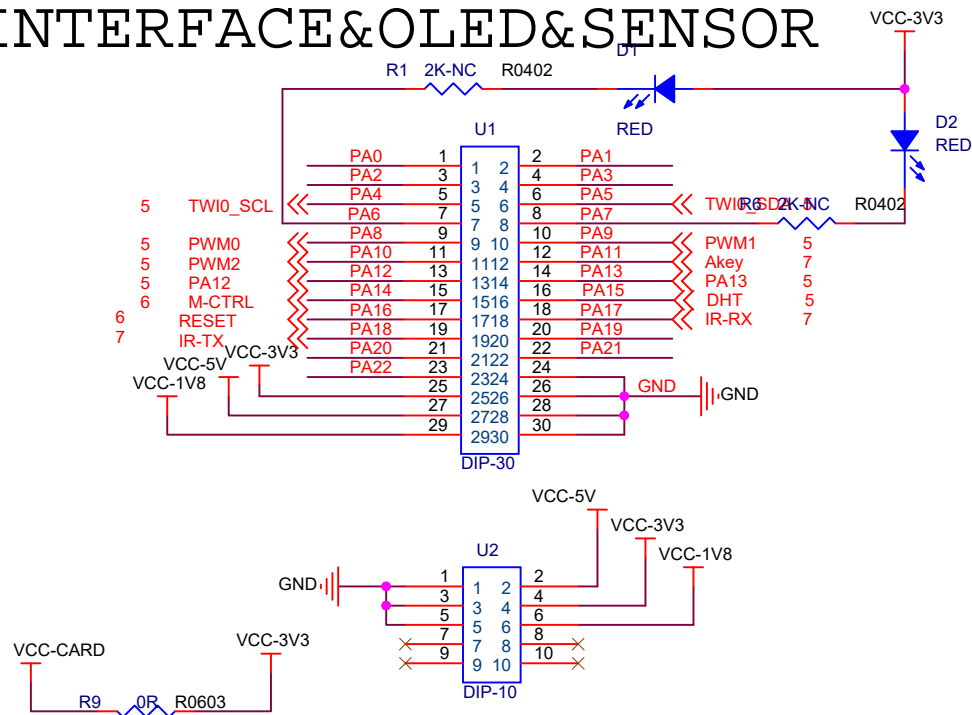 INTERFACE&OLED&SENSOR
VCC-3V3
D1
R1 2K-NC R0402
RED
D2
RED
U1
PA0 1 1 2 2 PA1
PA2 3 3 4 4 PA3
5 TWI0_SCL PA4 5 5 6 6 PA5 TWI0_SDA 5
PA6 7 7 8 8 PA7 R6 2K-NC R0402
5 PWM0 PA8 9 9 10 10 PA9 PWM1 5
5 PWM2 PA10 11 1112 12 PA11 Akey 7
5 PA12 PA12 13 1314 14 PA13 PA13 5
6 M-CTRL PA14 15 1516 16 PA15 DHT 5
6 RESET PA16 17 1718 18 PA17 IR-RX 7
7 IR-TX PA18 19 1920 20 PA19
VCC-3V3 PA20 21 2122 22 PA21
VCC-5V PA22 23 2324 24
VCC-1V8 25 2526 26 GND GND
27 2728 28
29 2930 30
DIP-30
VCC-5V
VCC-3V3
VCC-1V8
U2
GND 1 1 2 2
3 3 4 4
5 5 6 6
7 7 8 8
9 9 10 10
DIP-10
VCC-CARD
VCC-3V3
R9 0R R0603